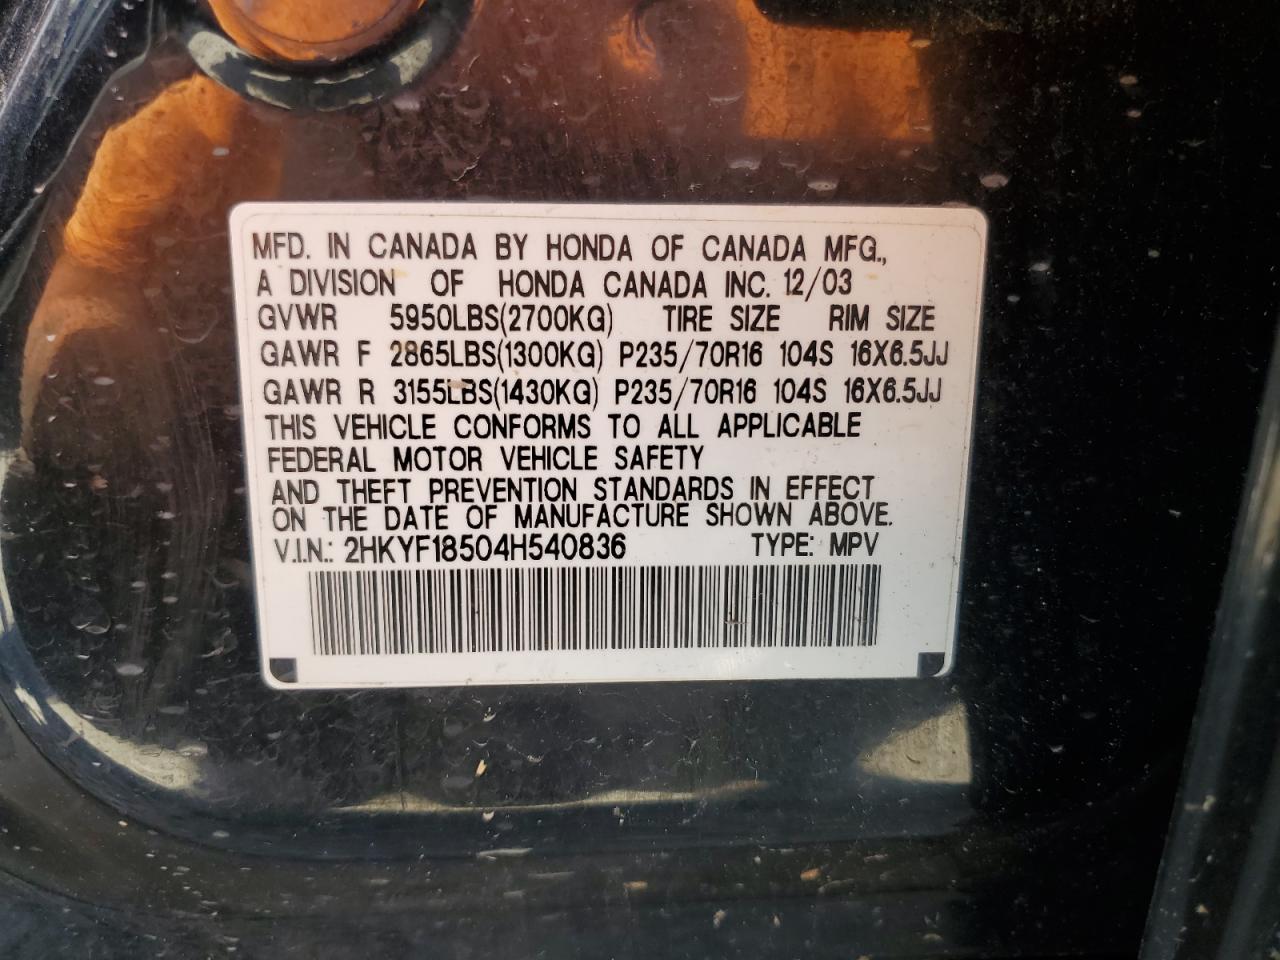 MFD. IN CANADA BY HONDA OF CANADA MFG.,
A DIVISION OF HONDA CANADA INC. 12/03
GVWR 5950LBS(2700KG) TIRE SIZE RIM SIZE
GAWR F 2865LBS(1300KG) P235/70R16 104S 16X6.5JJ
GAWR R 3155LBS(1430KG) P235/70R16 104S 16X6.5JJ
THIS VEHICLE CONFORMS TO ALL APPLICABLE
FEDERAL MOTOR VEHICLE SAFETY
AND THEFT PREVENTION STANDARDS IN EFFECT
ON THE DATE OF MANUFACTURE SHOWN ABOVE.
V.I.N.: 2HKYF18504H540836 TYPE: MPV